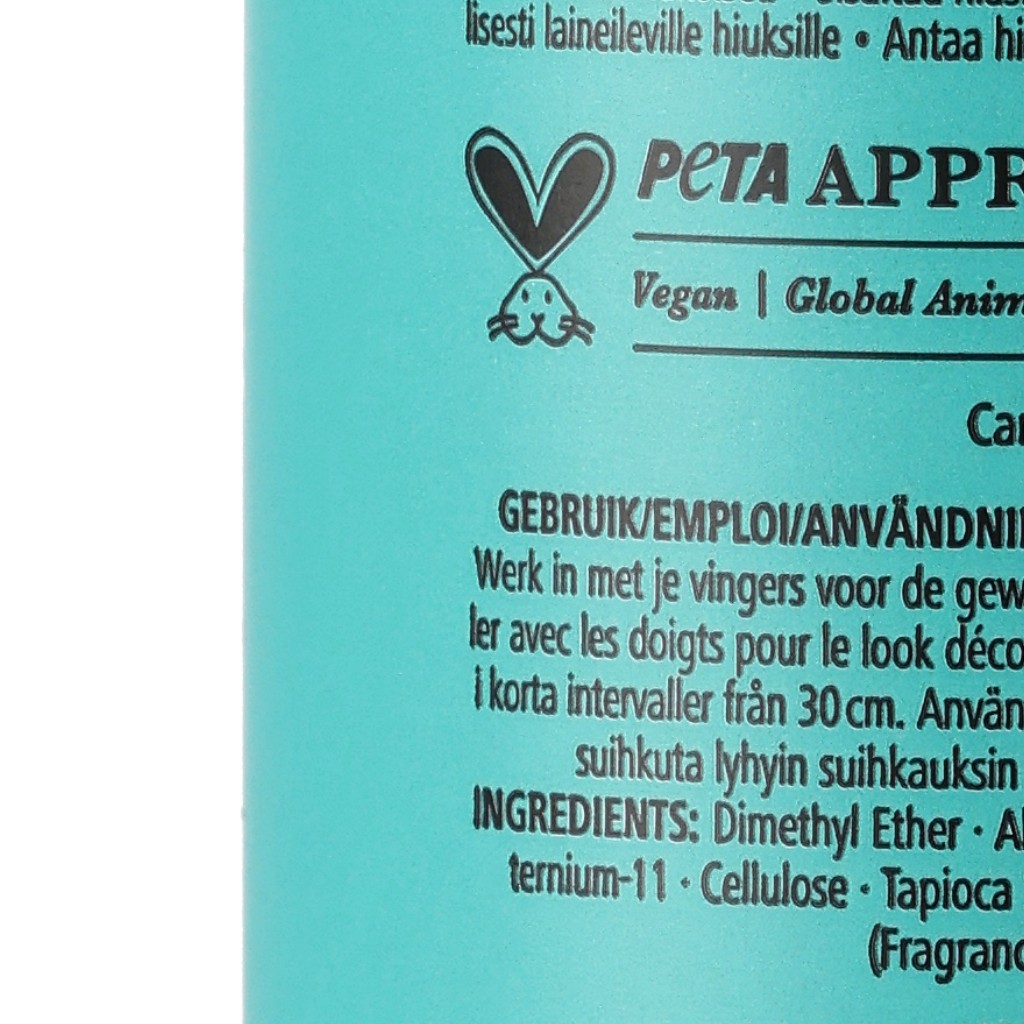 lisesti laineileville hiuksille • Antaa hi
PETA APPR
Vegan | Global Anim
Car
GEBRUIK/EMPLOI/ANVÄNDNI
Werk in met je vingers voor de gew
ler avec les doigts pour le look déco
i korta intervaller från 30 cm. Använ
suihkuta lyhyin suihkauksin
INGREDIENTS: Dimethyl Ether · Al
ternium-11 · Cellulose · Tapioca
(Fragranc